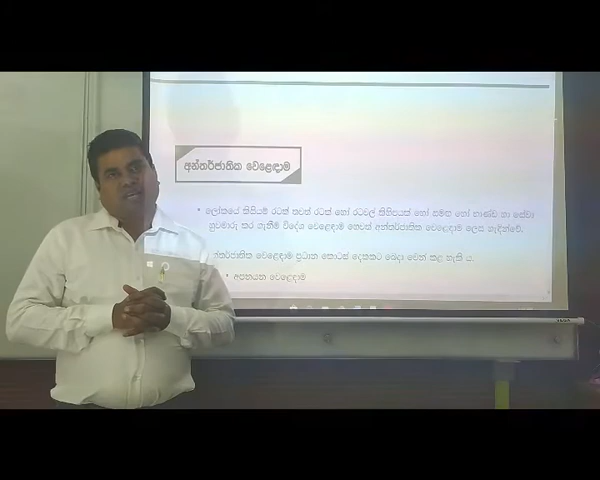 අන්තර්ජාතික වෙළෙඳාම
• ලෝකයේ කිසියම් රටක් තවත් රටක් හෝ රටවල් කිහිපයක් හෝ සමඟ හෝ භාණ්ඩ හා සේවා
හුවමාරු කර ගැනීම විදේශ වෙළෙඳාම හෙවත් අන්තර්ජාතික වෙළෙඳාම ලෙස හැඳින්වේ.
න්තර්ජාතික වෙළෙඳාම ප්‍රධාන කොටස් දෙකකට බෙදා වෙන් කළ හැකි ය.
• අපනයන වෙළෙඳාම